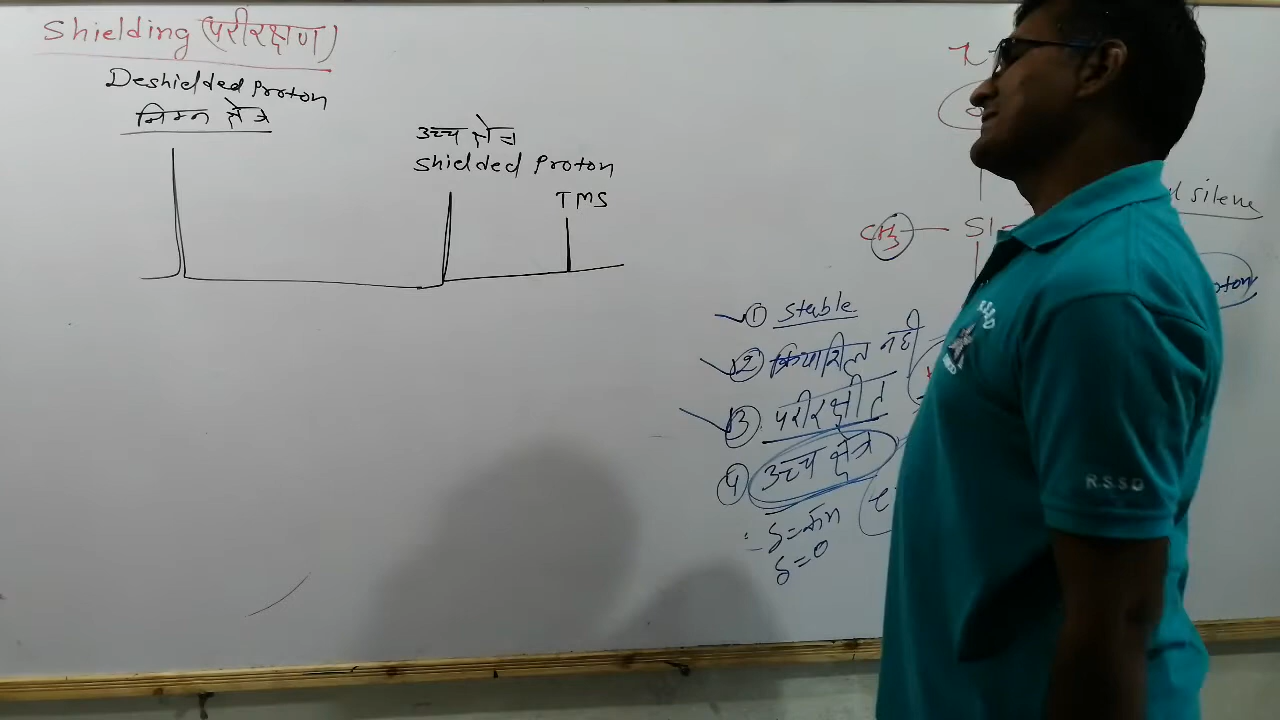 Shielding (परीरक्षण)
Deshielded Proton
निम्न क्षेत्र
उच्च क्षेत्र
Shielded Proton
TMS
silene
CH3 — Si
① Stable
② क्रियाशिल नही
③ परीरक्षीत
④ उच्च क्षेत्र
∴ δ = कम
δ = 0
R.S.S.D